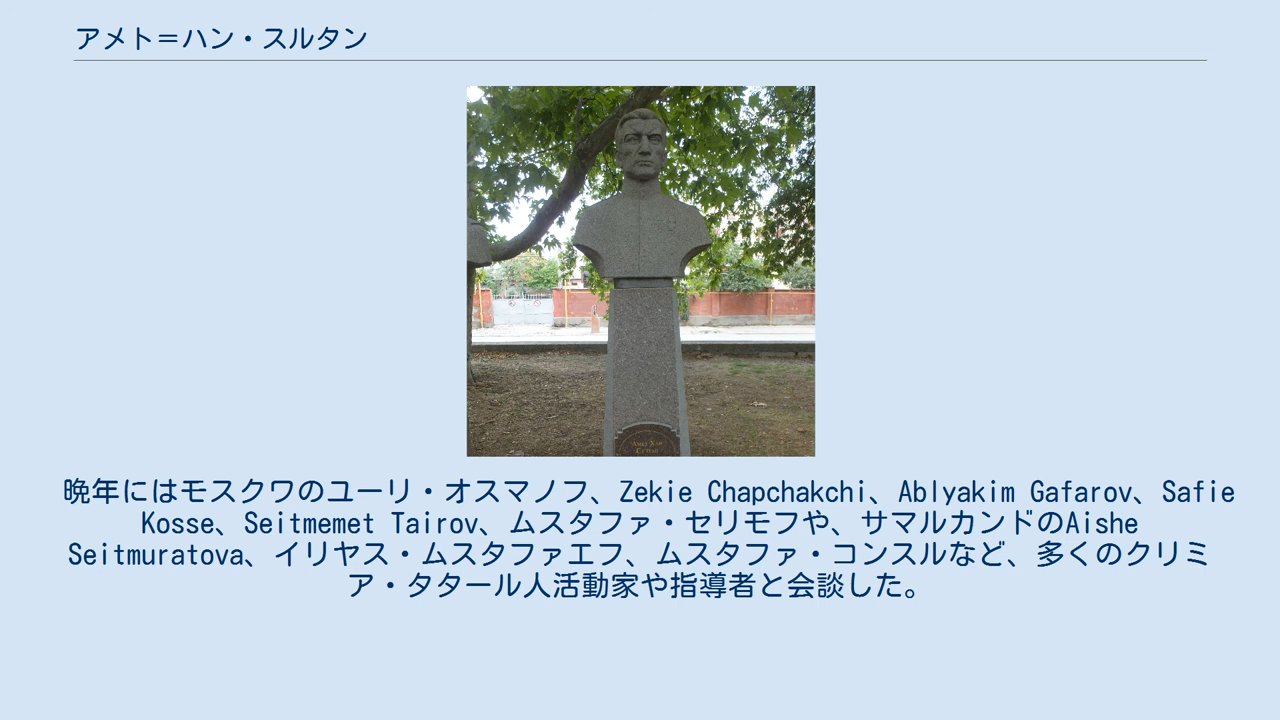 アメト＝ハン・スルタン
Амет Хан
Султан
晩年にはモスクワのユーリ・オスマノフ、Zekie Chapchakchi、Ablyakim Gafarov、Safie
Kosse、Seitmemet Tairov、ムスタファ・セリモフや、サマルカンドのAishe
Seitmuratova、イリヤス・ムスタファエフ、ムスタファ・コンスルなど、多くのクリミ
ア・タタール人活動家や指導者と会談した。